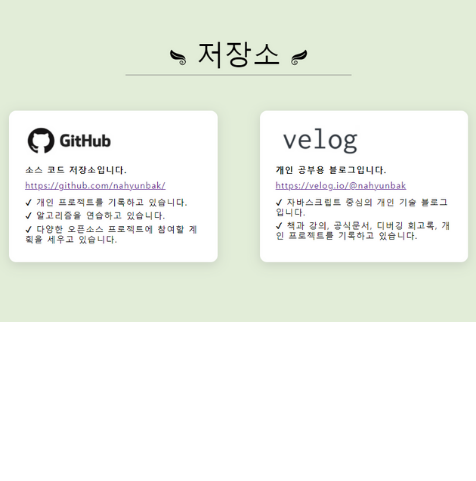 저장소
GitHub
소스 코드 저장소입니다.
https://github.com/nahyunbak/
✓ 개인 프로젝트를 기록하고 있습니다.
✓ 알고리즘을 연습하고 있습니다.
✓ 다양한 오픈소스 프로젝트에 참여할 계
획을 세우고 있습니다.
velog
개인 공부용 블로그입니다.
https://velog.io/@nahyunbak
✓ 자바스크립트 중심의 개인 기술 블로그
입니다.
✓ 책과 강의, 공식문서, 디버깅 회고록, 개
인 프로젝트를 기록하고 있습니다.